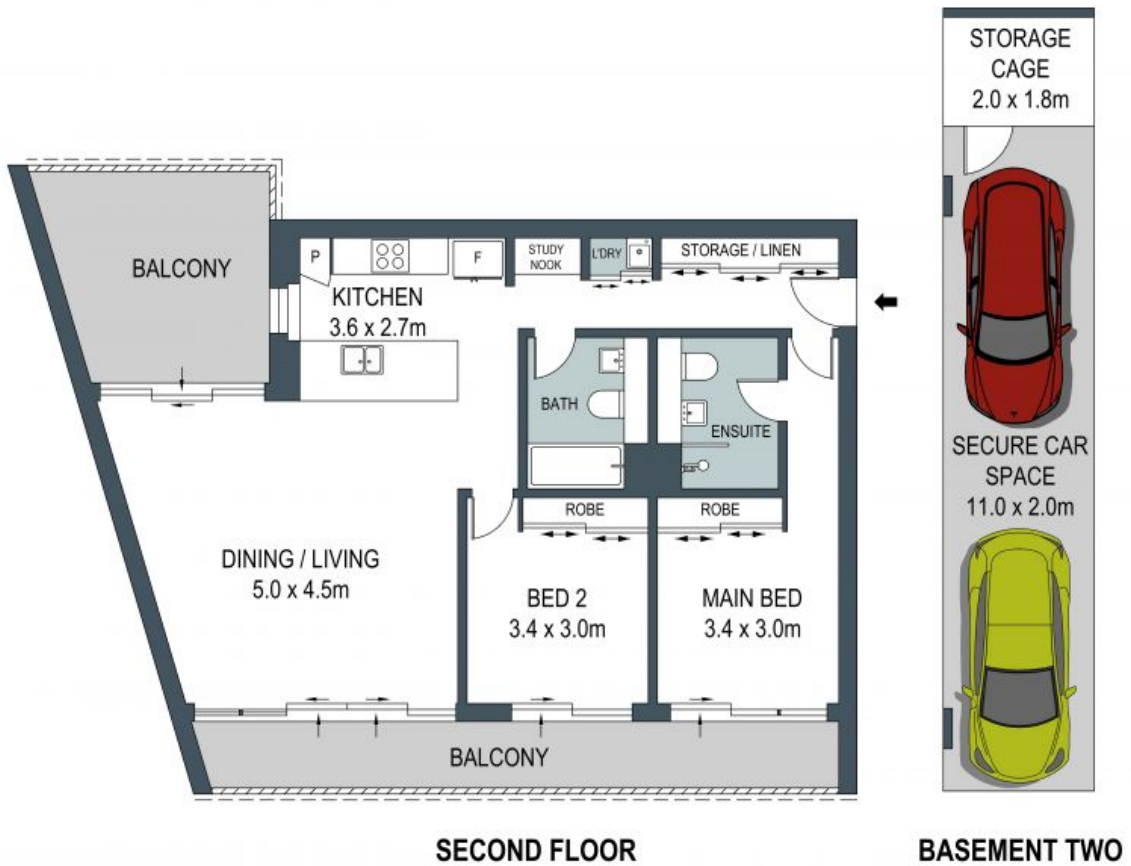 STORAGE
CAGE
2.0 x 1.8m
BALCONY
P
F
STUDY
NOOK
L'DRY
STORAGE / LINEN
KITCHEN
3.6 x 2.7m
BATH
ENSUITE
SECURE CAR
SPACE
11.0 x 2.0m
ROBE
ROBE
DINING / LIVING
5.0 x 4.5m
BED 2
3.4 x 3.0m
MAIN BED
3.4 x 3.0m
BALCONY
SECOND FLOOR
BASEMENT TWO